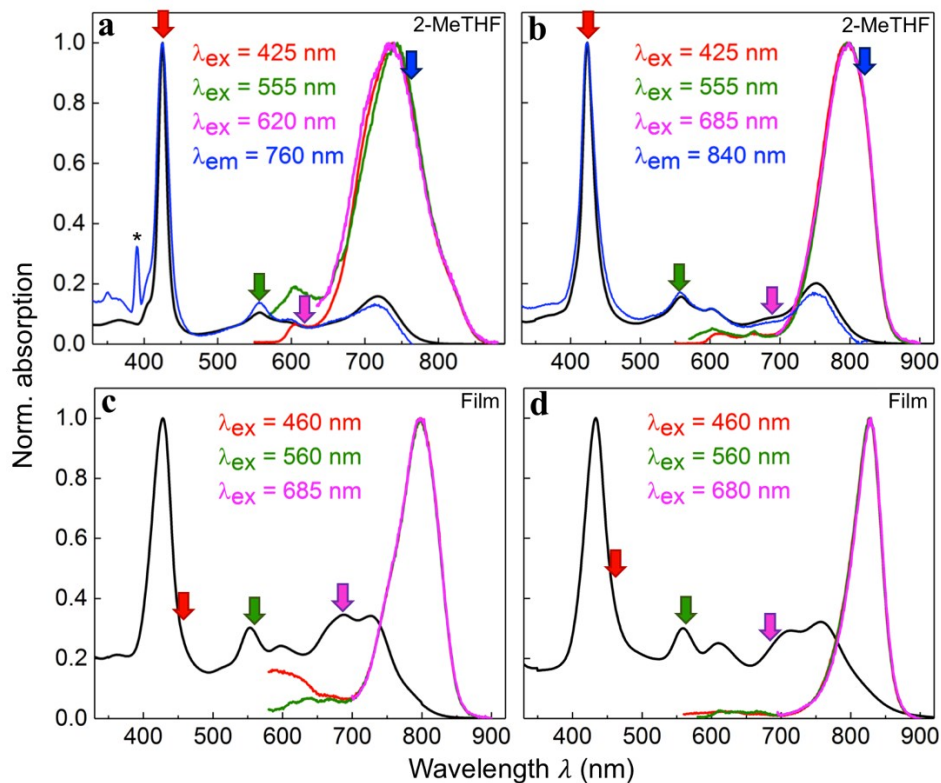 a
2-MeTHF
λex = 425 nm
λex = 555 nm
λex = 620 nm
λem = 760 nm
*
1.0
0.8
0.6
0.4
0.2
0.0
400 500 600 700 800
b
2-MeTHF
λex = 425 nm
λex = 555 nm
λex = 685 nm
λem = 840 nm
400 500 600 700 800 900
c
Film
λex = 460 nm
λex = 560 nm
λex = 685 nm
1.0
0.8
0.6
0.4
0.2
0.0
400 500 600 700 800
d
Film
λex = 460 nm
λex = 560 nm
λex = 680 nm
400 500 600 700 800 900
Norm. absorption
Wavelength λ (nm)